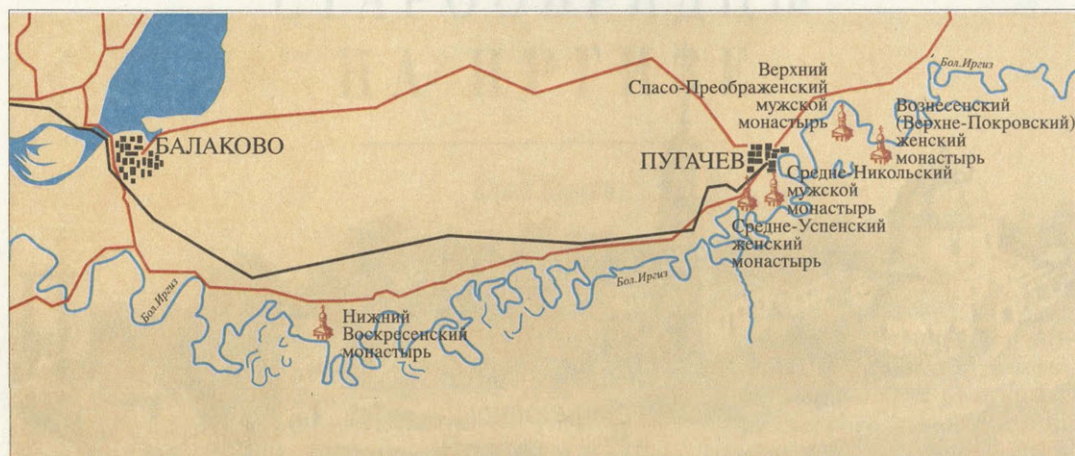 Бол.Иргиз
Верхний
Спасо-Преображенский
мужской
монастырь
Вознесенский
(Верхне-Покровский)
женский
монастырь
БАЛАКОВО
ПУГАЧЕВ
Средне-Никольский
мужской
монастырь
Средне-Успенский
женский
монастырь
Бол.Иргиз
Бол.Иргиз
Нижний
Воскресенский
монастырь